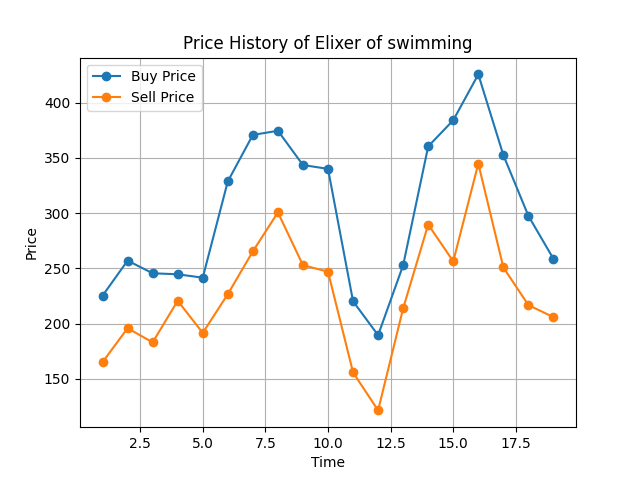 Price History of Elixer of swimming
Buy Price
Sell Price
400
350
300
250
200
150
Price
2.5 5.0 7.5 10.0 12.5 15.0 17.5
Time